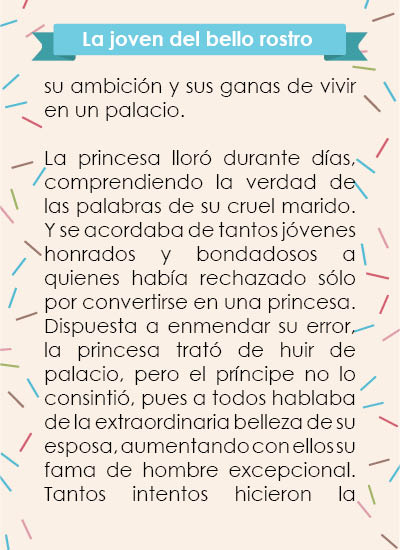 La joven del bello rostro
su ambición y sus ganas de vivir
en un palacio.
La princesa lloró durante días,
comprendiendo la verdad de
las palabras de su cruel marido.
Y se acordaba de tantos jóvenes
honrados y bondadosos a
quienes había rechazado sólo
por convertirse en una princesa.
Dispuesta a enmendar su error,
la princesa trató de huir de
palacio, pero el príncipe no lo
consintió, pues a todos hablaba
de la extraordinaria belleza de su
esposa, aumentando con ellos su
fama de hombre excepcional.
Tantos intentos hicieron la